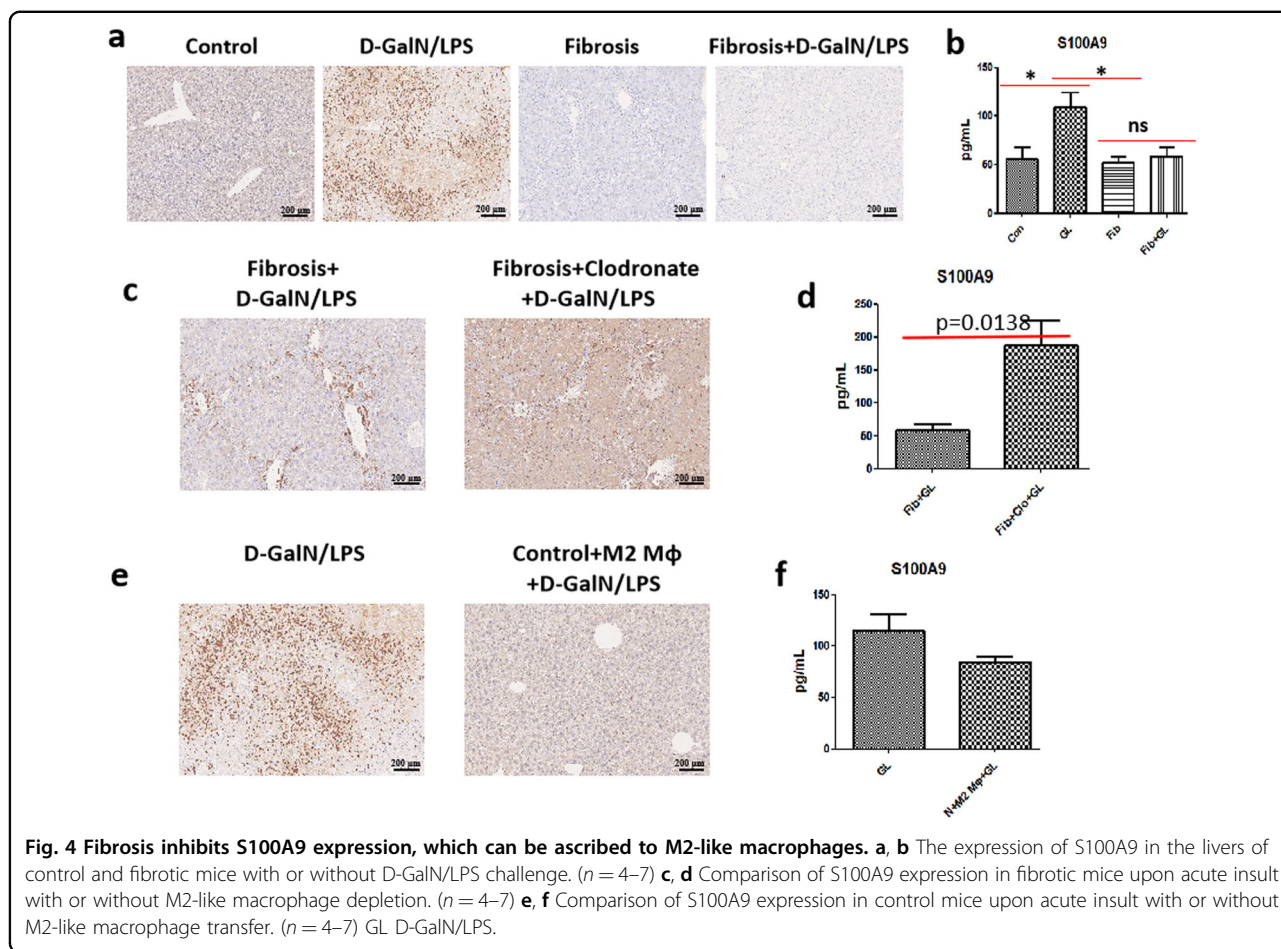 a
Control
D-GalN/LPS
Fibrosis
Fibrosis+D-GalN/LPS
200 µm
200 µm
200 µm
200 µm
b
S100A9
*
*
ns
pg/mL
150
100
50
0
Con
GL
Fib
Fib+GL
c
Fibrosis+
D-GalN/LPS
Fibrosis+Clodronate
+D-GalN/LPS
200 µm
200 µm
d
S100A9
p=0.0138
pg/mL
250
200
150
100
50
0
Fib+GL
Fib+Clo+GL
e
D-GalN/LPS
Control+M2 Mφ
+D-GalN/LPS
200 µm
200 µm
f
S100A9
pg/mL
150
100
50
0
GL
N+M2 Mφ+GL
Fig. 4 Fibrosis inhibits S100A9 expression, which can be ascribed to M2-like macrophages. a, b The expression of S100A9 in the livers of
control and fibrotic mice with or without D-GalN/LPS challenge. (n = 4–7) c, d Comparison of S100A9 expression in fibrotic mice upon acute insult
with or without M2-like macrophage depletion. (n = 4–7) e, f Comparison of S100A9 expression in control mice upon acute insult with or without
M2-like macrophage transfer. (n = 4–7) GL D-GalN/LPS.